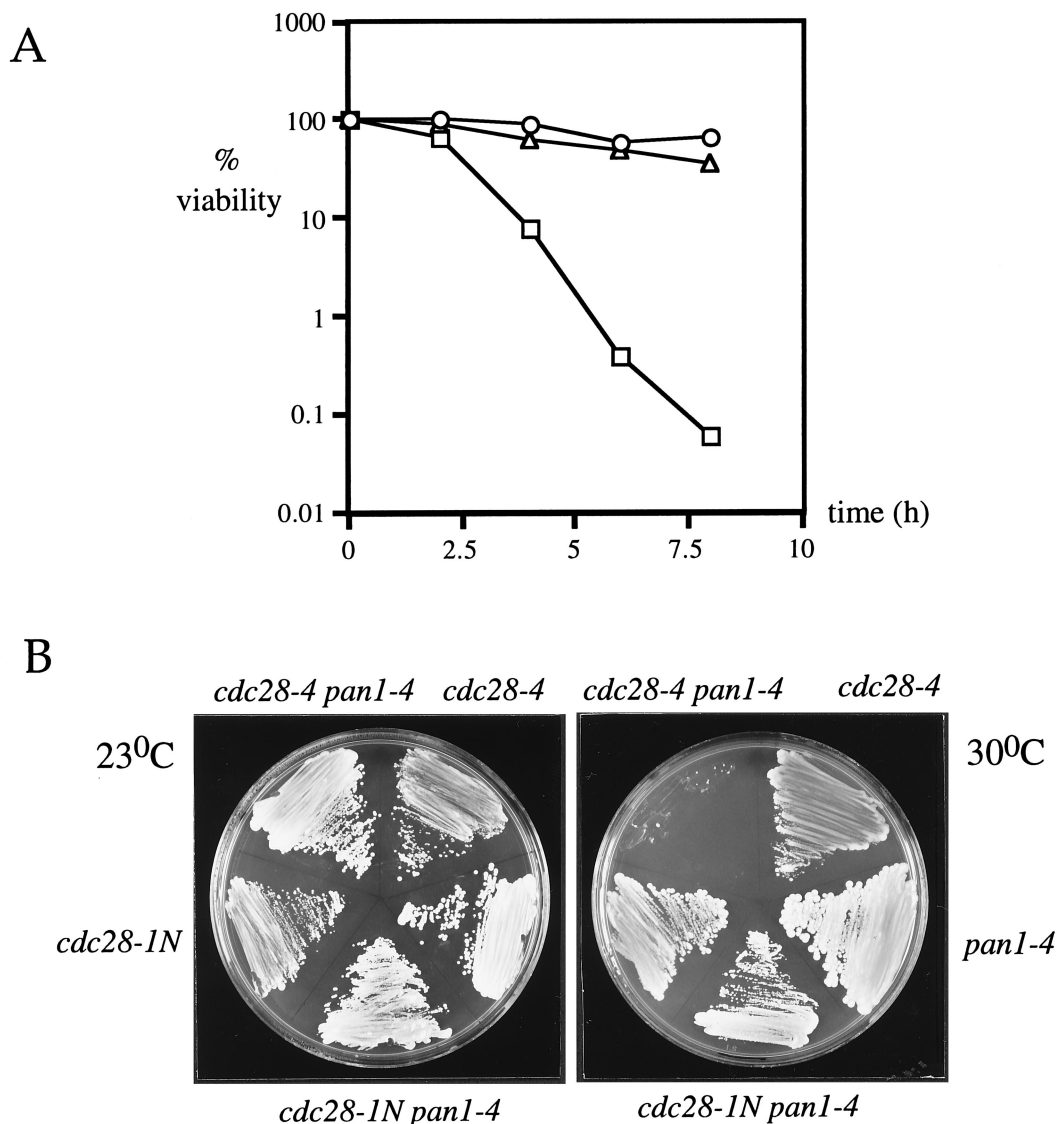 A
1000
100
10
1
0.1
0.01
%
viability
0
2.5
5
7.5
10
time (h)
B
cdc28-4 pan1-4 cdc28-4 cdc28-4 pan1-4 cdc28-4
23⁰C
30⁰C
cdc28-1N
pan1-4
cdc28-1N pan1-4 cdc28-1N pan1-4